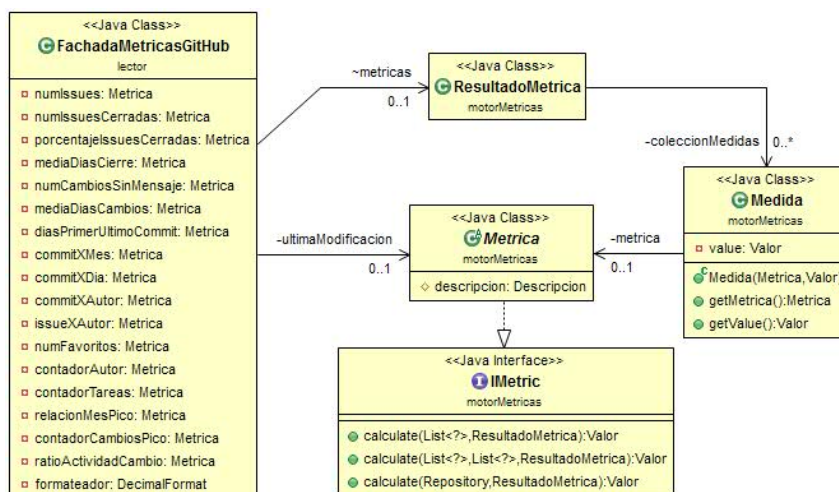 <<Java Class>>
FachadaMetricasGitHub
lector
numIssues: Metrica
numIssuesCerradas: Metrica
porcentajeIssuesCerradas: Metrica
mediaDiasCierre: Metrica
numCambiosSinMensaje: Metrica
mediaDiasCambios: Metrica
diasPrimerUltimoCommit: Metrica
commitXMes: Metrica
commitXDia: Metrica
commitXAutor: Metrica
issueXAutor: Metrica
numFavoritos: Metrica
contadorAutor: Metrica
contadorTareas: Metrica
relacionMesPico: Metrica
contadorCambiosPico: Metrica
ratioActividadCambio: Metrica
formateador: DecimalFormat
~metricas
0..1
<<Java Class>>
ResultadoMetrica
motorMetricas
-coleccionMedidas
0..*
<<Java Class>>
Medida
motorMetricas
value: Valor
Medida(Metrica,Valor)
getMetrica():Metrica
getValue():Valor
-metrica
0..1
-ultimaModificacion
0..1
<<Java Class>>
Metrica
motorMetricas
descripcion: Descripcion
<<Java Interface>>
IMetric
motorMetricas
calculate(List<?>,ResultadoMetrica):Valor
calculate(List<?>,List<?>,ResultadoMetrica):Valor
calculate(Repository,ResultadoMetrica):Valor